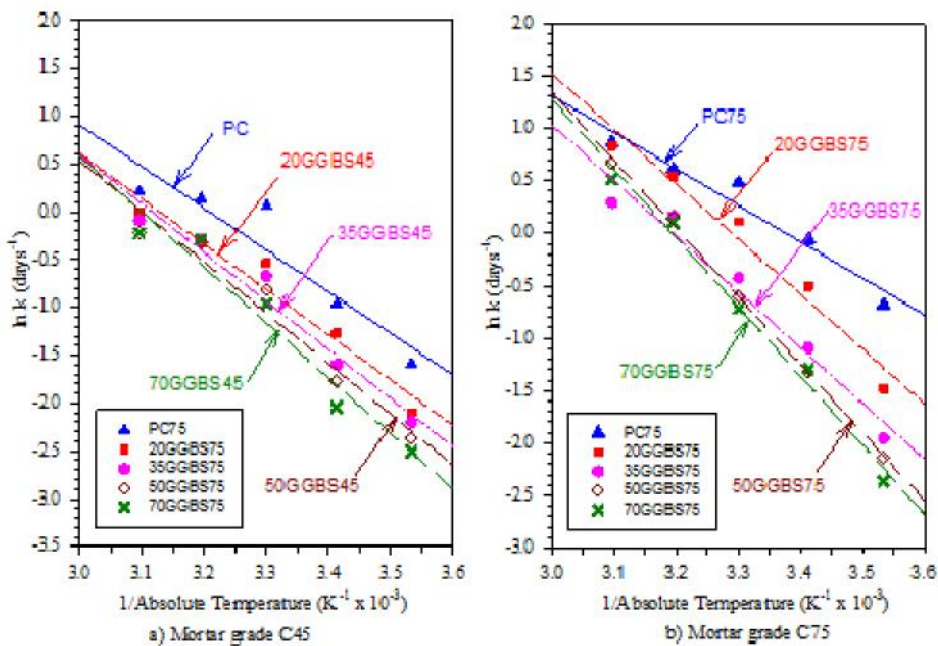 ln k (days⁻¹)
2.0
1.5
1.0
0.5
0.0
-0.5
-1.0
-1.5
-2.0
-2.5
-3.0
-3.5
PC
20GGBS45
35GGBS45
70GGBS45
50GGBS45
PC75
20GGBS75
35GGBS75
50GGBS75
70GGBS75
3.0 3.1 3.2 3.3 3.4 3.5 3.6
1/Absolute Temperature (K⁻¹ x 10⁻³)
a) Mortar grade C45
ln k (days⁻¹)
2.0
1.5
1.0
0.5
0.0
-0.5
-1.0
-1.5
-2.0
-2.5
-3.0
PC75
20GGBS75
35GGBS75
70GGBS75
50GGBS75
PC75
20GGBS75
35GGBS75
50GGBS75
70GGBS75
3.0 3.1 3.2 3.3 3.4 3.5 3.6
1/Absolute Temperature (K⁻¹ x 10⁻³)
b) Mortar grade C75